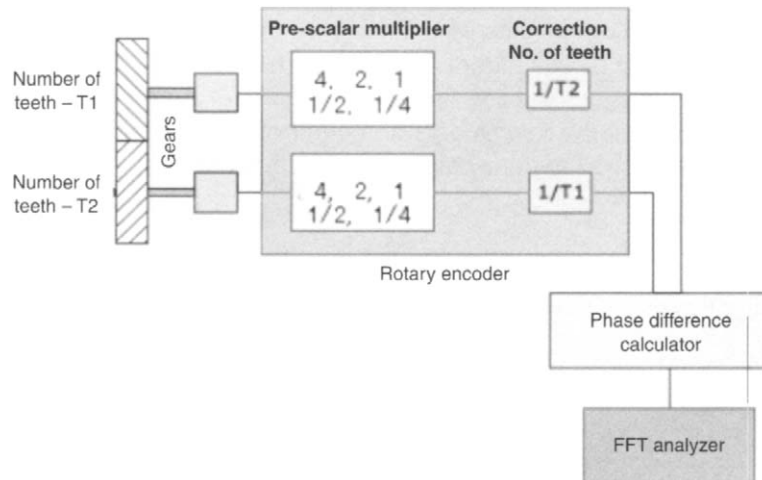 Pre-scalar multiplier
Correction
No. of teeth
Number of
teeth – T1
4, 2, 1
1/2, 1/4
1/T2
Gears
Number of
teeth – T2
4, 2, 1
1/2, 1/4
1/T1
Rotary encoder
Phase difference
calculator
FFT analyzer